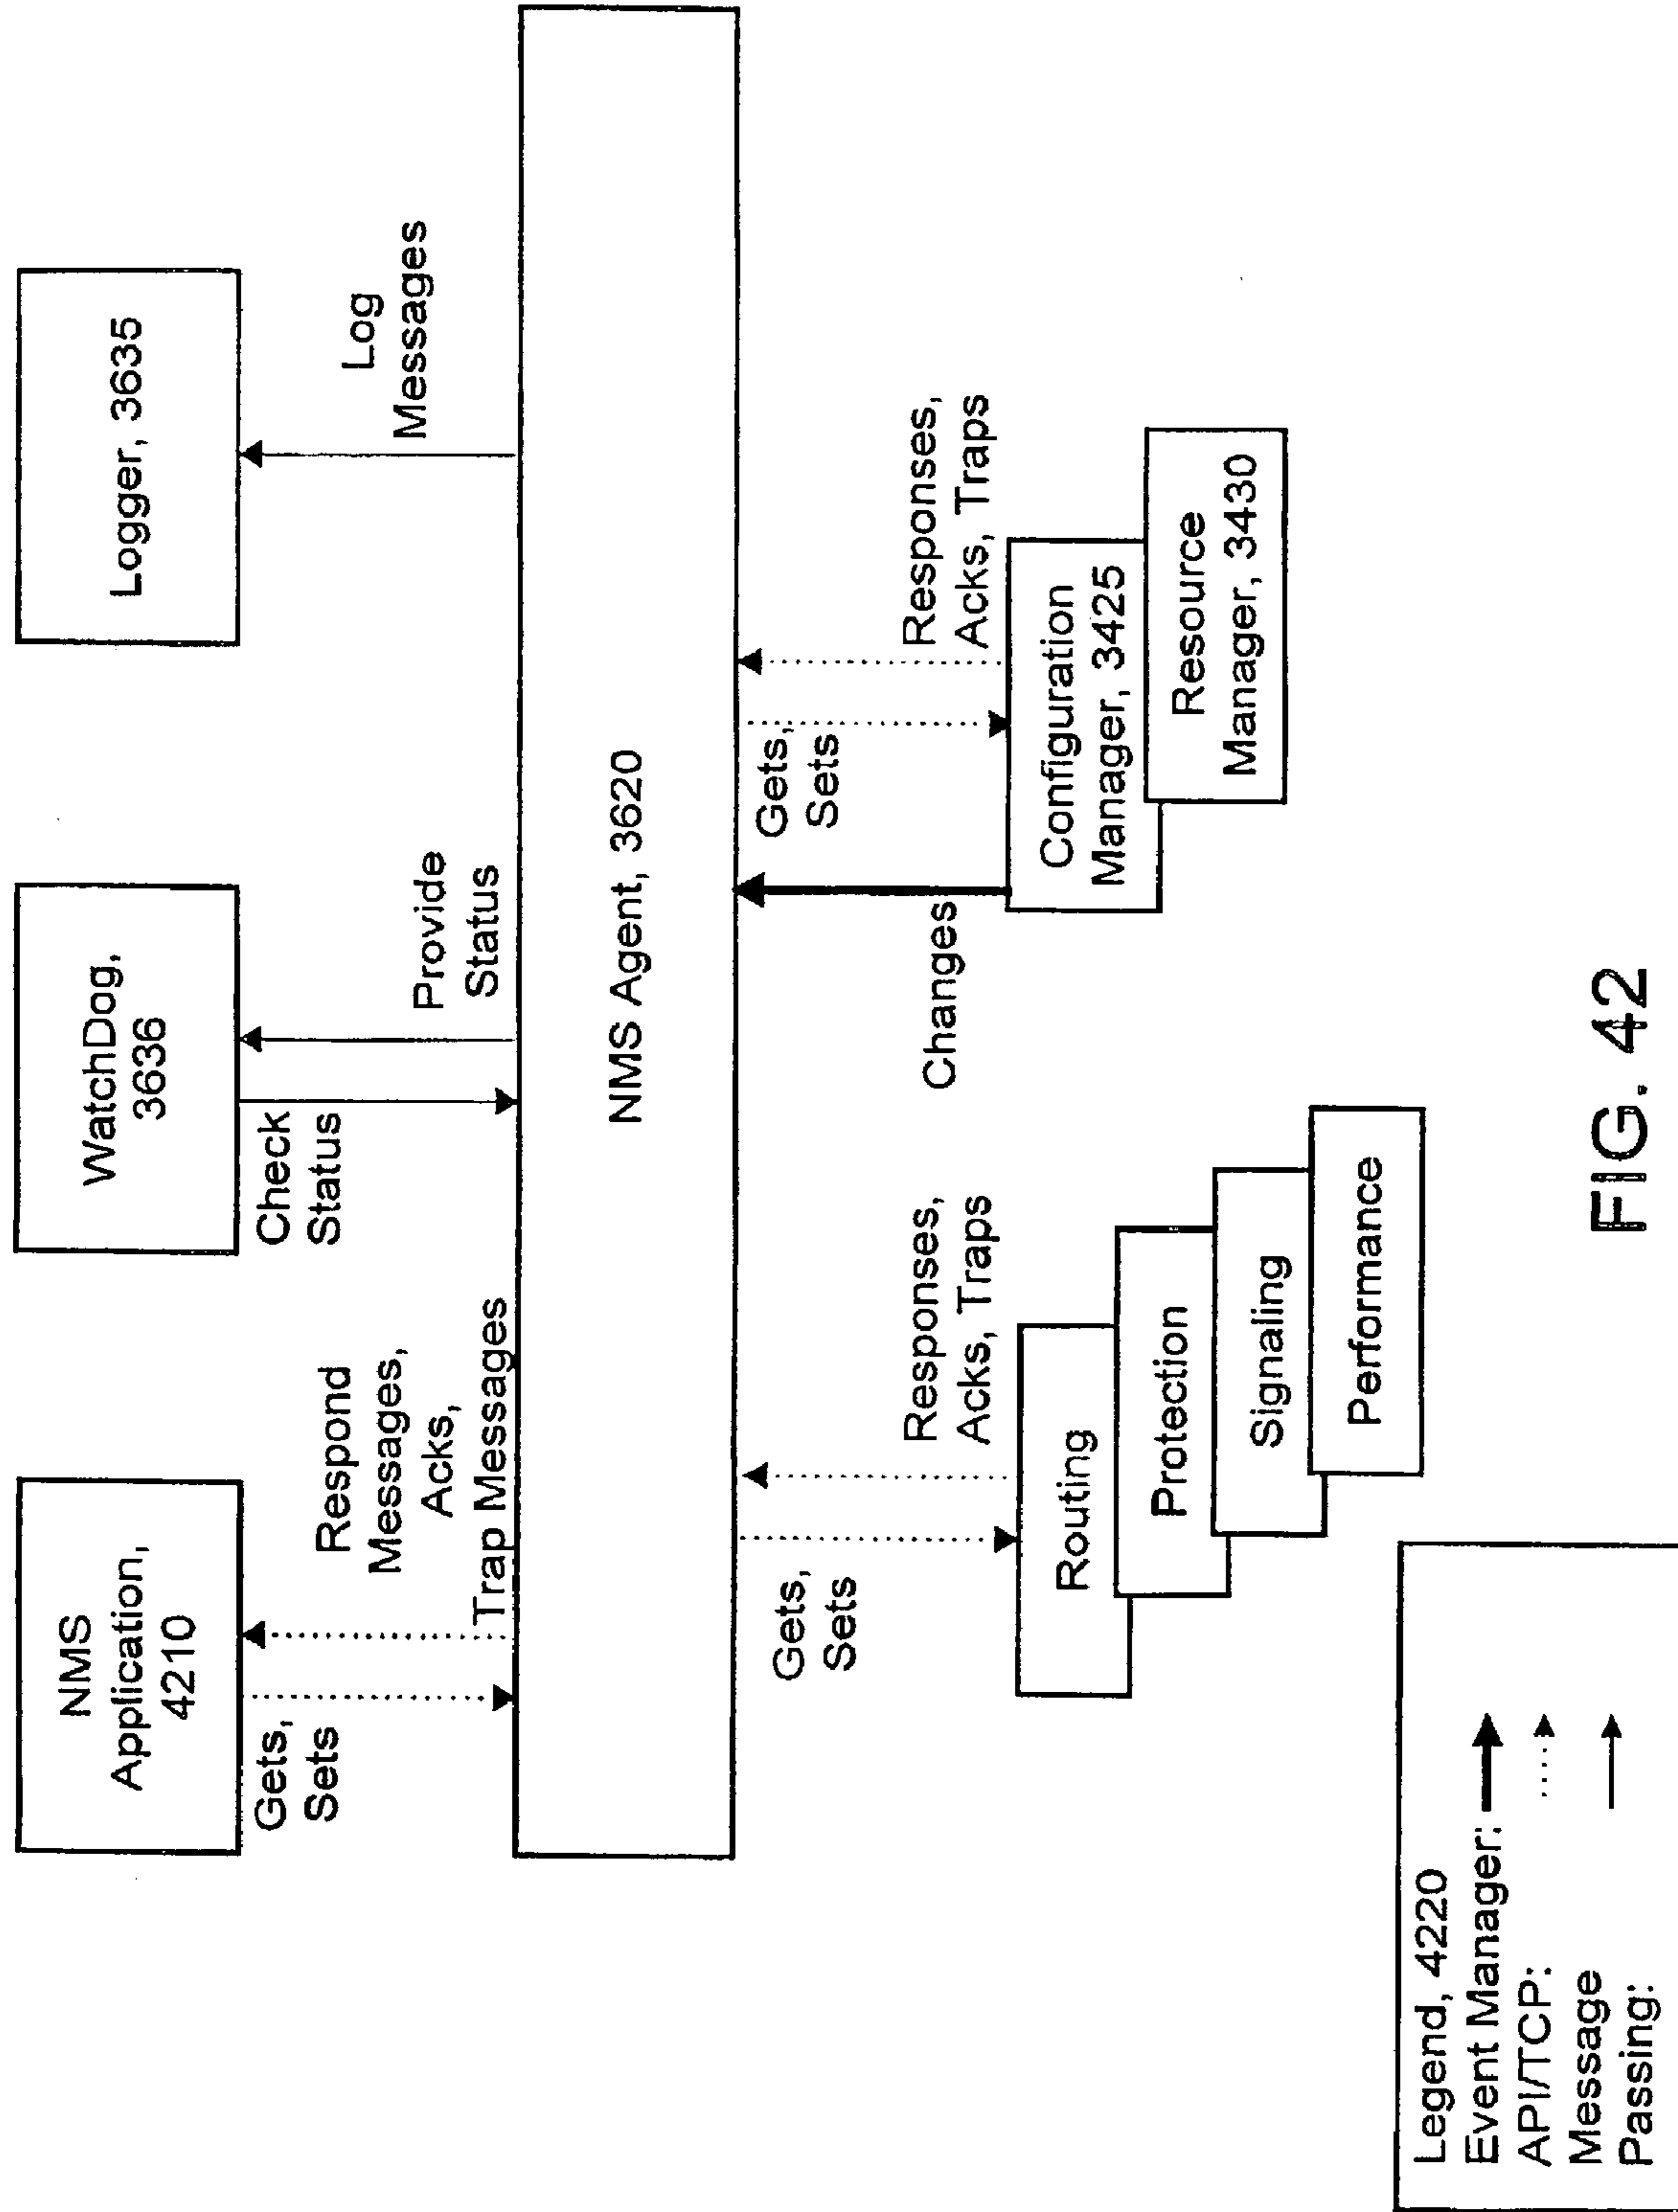 NMS
Application,
4210
WatchDog,
3636
Logger, 3635
Gets,
Sets
Respond
Messages,
Acks,
Trap Messages
Check
Status
Provide
Status
Log
Messages
NMS Agent, 3620
Gets,
Sets
Responses,
Acks, Traps
Changes
Gets,
Sets
Responses,
Acks, Traps
Routing
Protection
Signaling
Performance
Configuration
Manager, 3425
Resource
Manager, 3430
Legend, 4220
Event Manager:
API/TCP:
Message
Passing:
FIG. 42